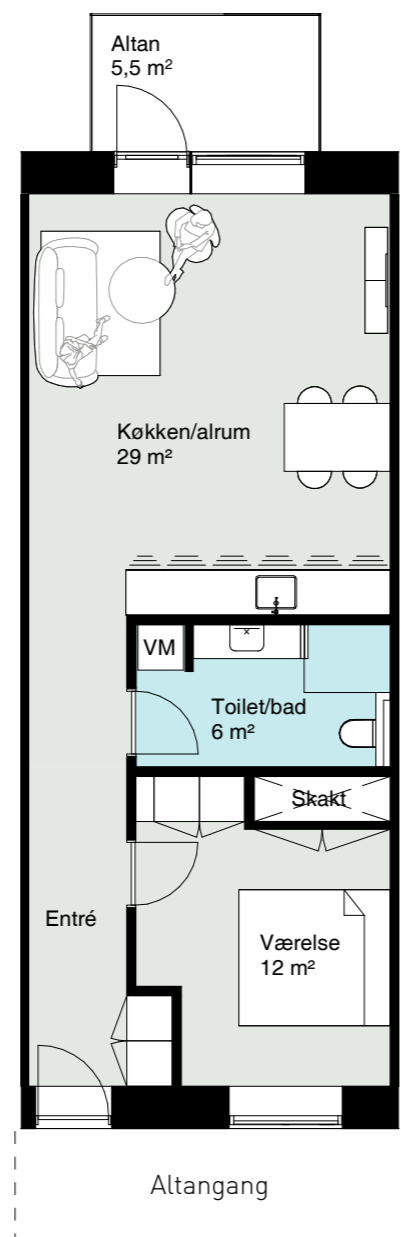 Altan
5,5 m²
Køkken/alrum
29 m²
VM
Toilet/bad
6 m²
Skakt
Entré
Værelse
12 m²
Altangang